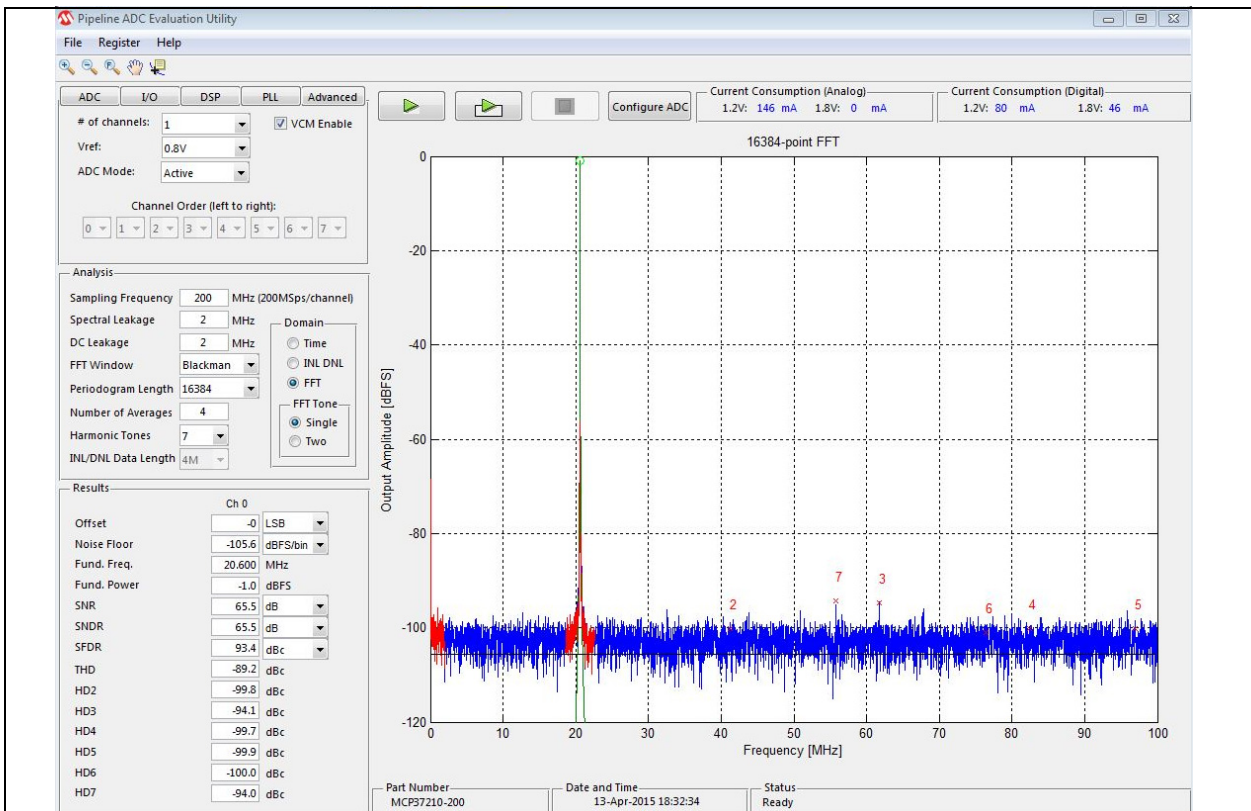 Pipeline ADC Evaluation Utility
File Register Help
ADC I/O DSP PLL Advanced
# of channels: 1 VCM Enable
Vref: 0.8V
ADC Mode: Active
Channel Order (left to right):
0 1 2 3 4 5 6 7
Configure ADC
Current Consumption (Analog)
1.2V: 146 mA 1.8V: 0 mA
Current Consumption (Digital)
1.2V: 80 mA 1.8V: 46 mA
Analysis
Sampling Frequency 200 MHz (200MSps/channel)
Spectral Leakage 2 MHz
DC Leakage 2 MHz
FFT Window Blackman
Periodogram Length 16384
Number of Averages 4
Harmonic Tones 7
INL/DNL Data Length 4M
Domain
Time
INL DNL
FFT
FFT Tone
Single
Two
Results
Ch 0
Offset -0 LSB
Noise Floor -105.6 dBFS/bin
Fund. Freq. 20.600 MHz
Fund. Power -1.0 dBFS
SNR 65.5 dB
SNDR 65.5 dB
SFDR 93.4 dBc
THD -89.2 dBc
HD2 -99.8 dBc
HD3 -94.1 dBc
HD4 -99.7 dBc
HD5 -99.9 dBc
HD6 -100.0 dBc
HD7 -94.0 dBc
16384-point FFT
Output Amplitude [dBFS]
0
-20
-40
-60
-80
-100
-120
2 7 3 6 4 5
0 10 20 30 40 50 60 70 80 90 100
Frequency [MHz]
Part Number
MCP37210-200
Date and Time
13-Apr-2015 18:32:34
Status
Ready